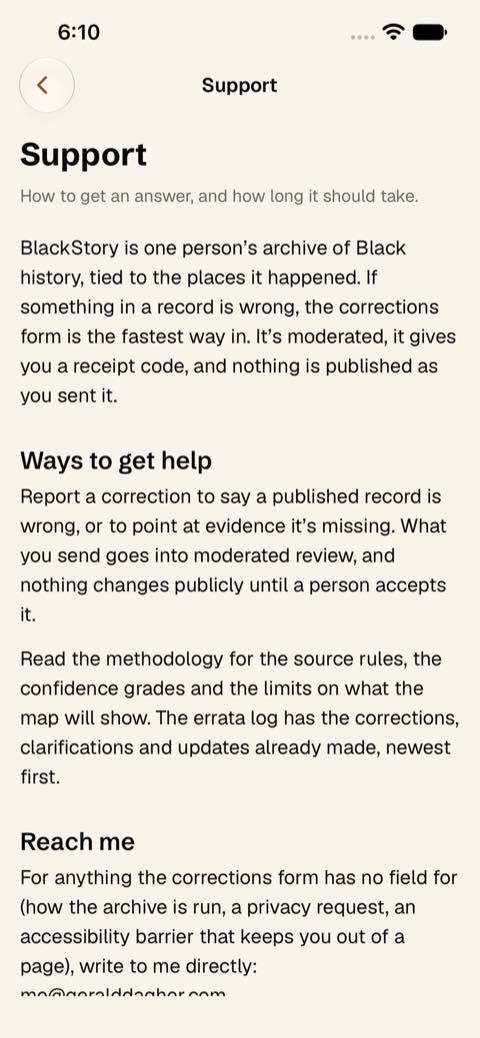 6:10
Support
Support
How to get an answer, and how long it should take.
BlackStory is one person’s archive of Black
history, tied to the places it happened. If
something in a record is wrong, the corrections
form is the fastest way in. It’s moderated, it gives
you a receipt code, and nothing is published as
you sent it.
Ways to get help
Report a correction to say a published record is
wrong, or to point at evidence it’s missing. What
you send goes into moderated review, and
nothing changes publicly until a person accepts
it.
Read the methodology for the source rules, the
confidence grades and the limits on what the
map will show. The errata log has the corrections,
clarifications and updates already made, newest
first.
Reach me
For anything the corrections form has no field for
(how the archive is run, a privacy request, an
accessibility barrier that keeps you out of a
page), write to me directly:
me@geralddagher.com